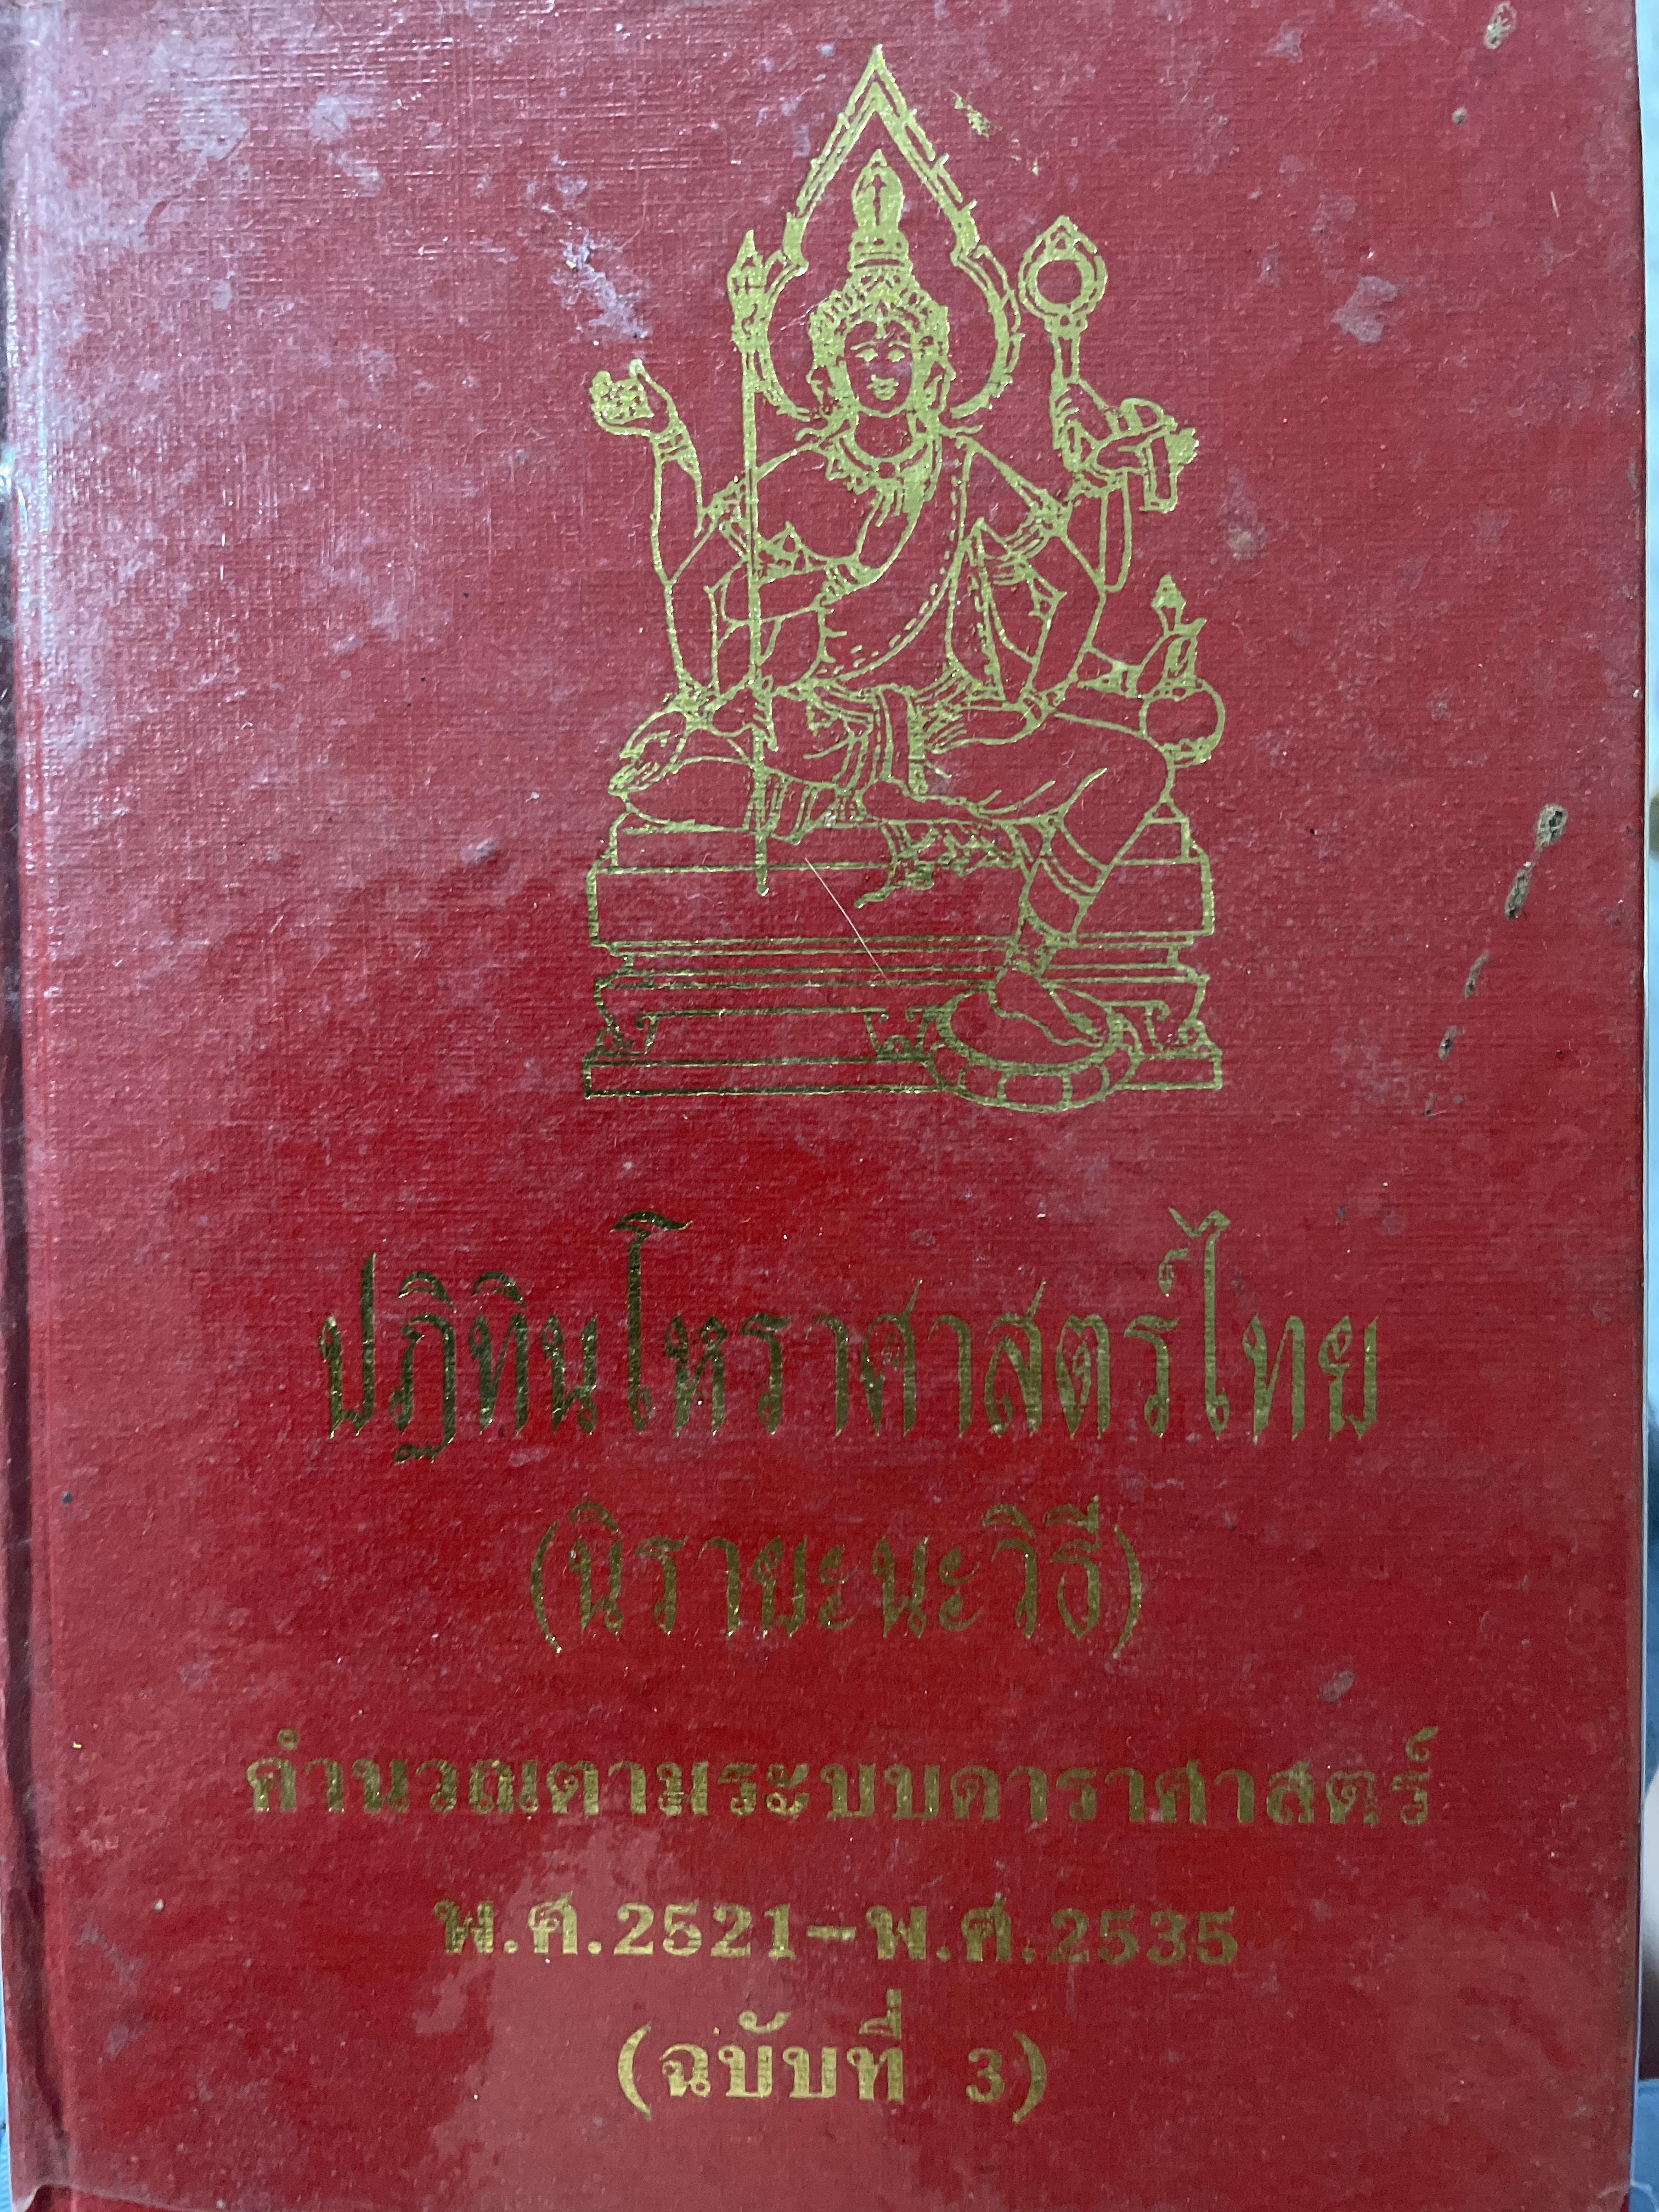 ปฏิทินโหราศาสตร์ไทย
(นิรายะนะวิธี)
คำนวณตามระบบดาราศาสตร์
พ.ศ.2521-พ.ศ.2535
(ฉบับที่ 3)